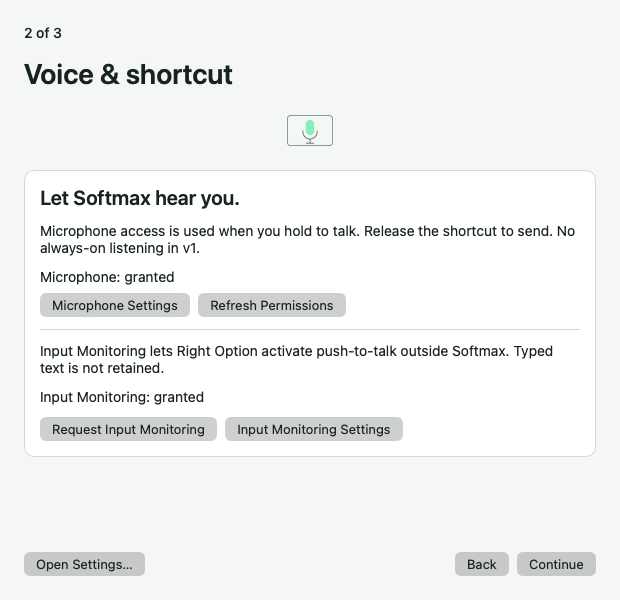 2 of 3
Voice & shortcut
Let Softmax hear you.
Microphone access is used when you hold to talk. Release the shortcut to send. No
always-on listening in v1.
Microphone: granted
Microphone Settings
Refresh Permissions
Input Monitoring lets Right Option activate push-to-talk outside Softmax. Typed
text is not retained.
Input Monitoring: granted
Request Input Monitoring
Input Monitoring Settings
Open Settings...
Back
Continue